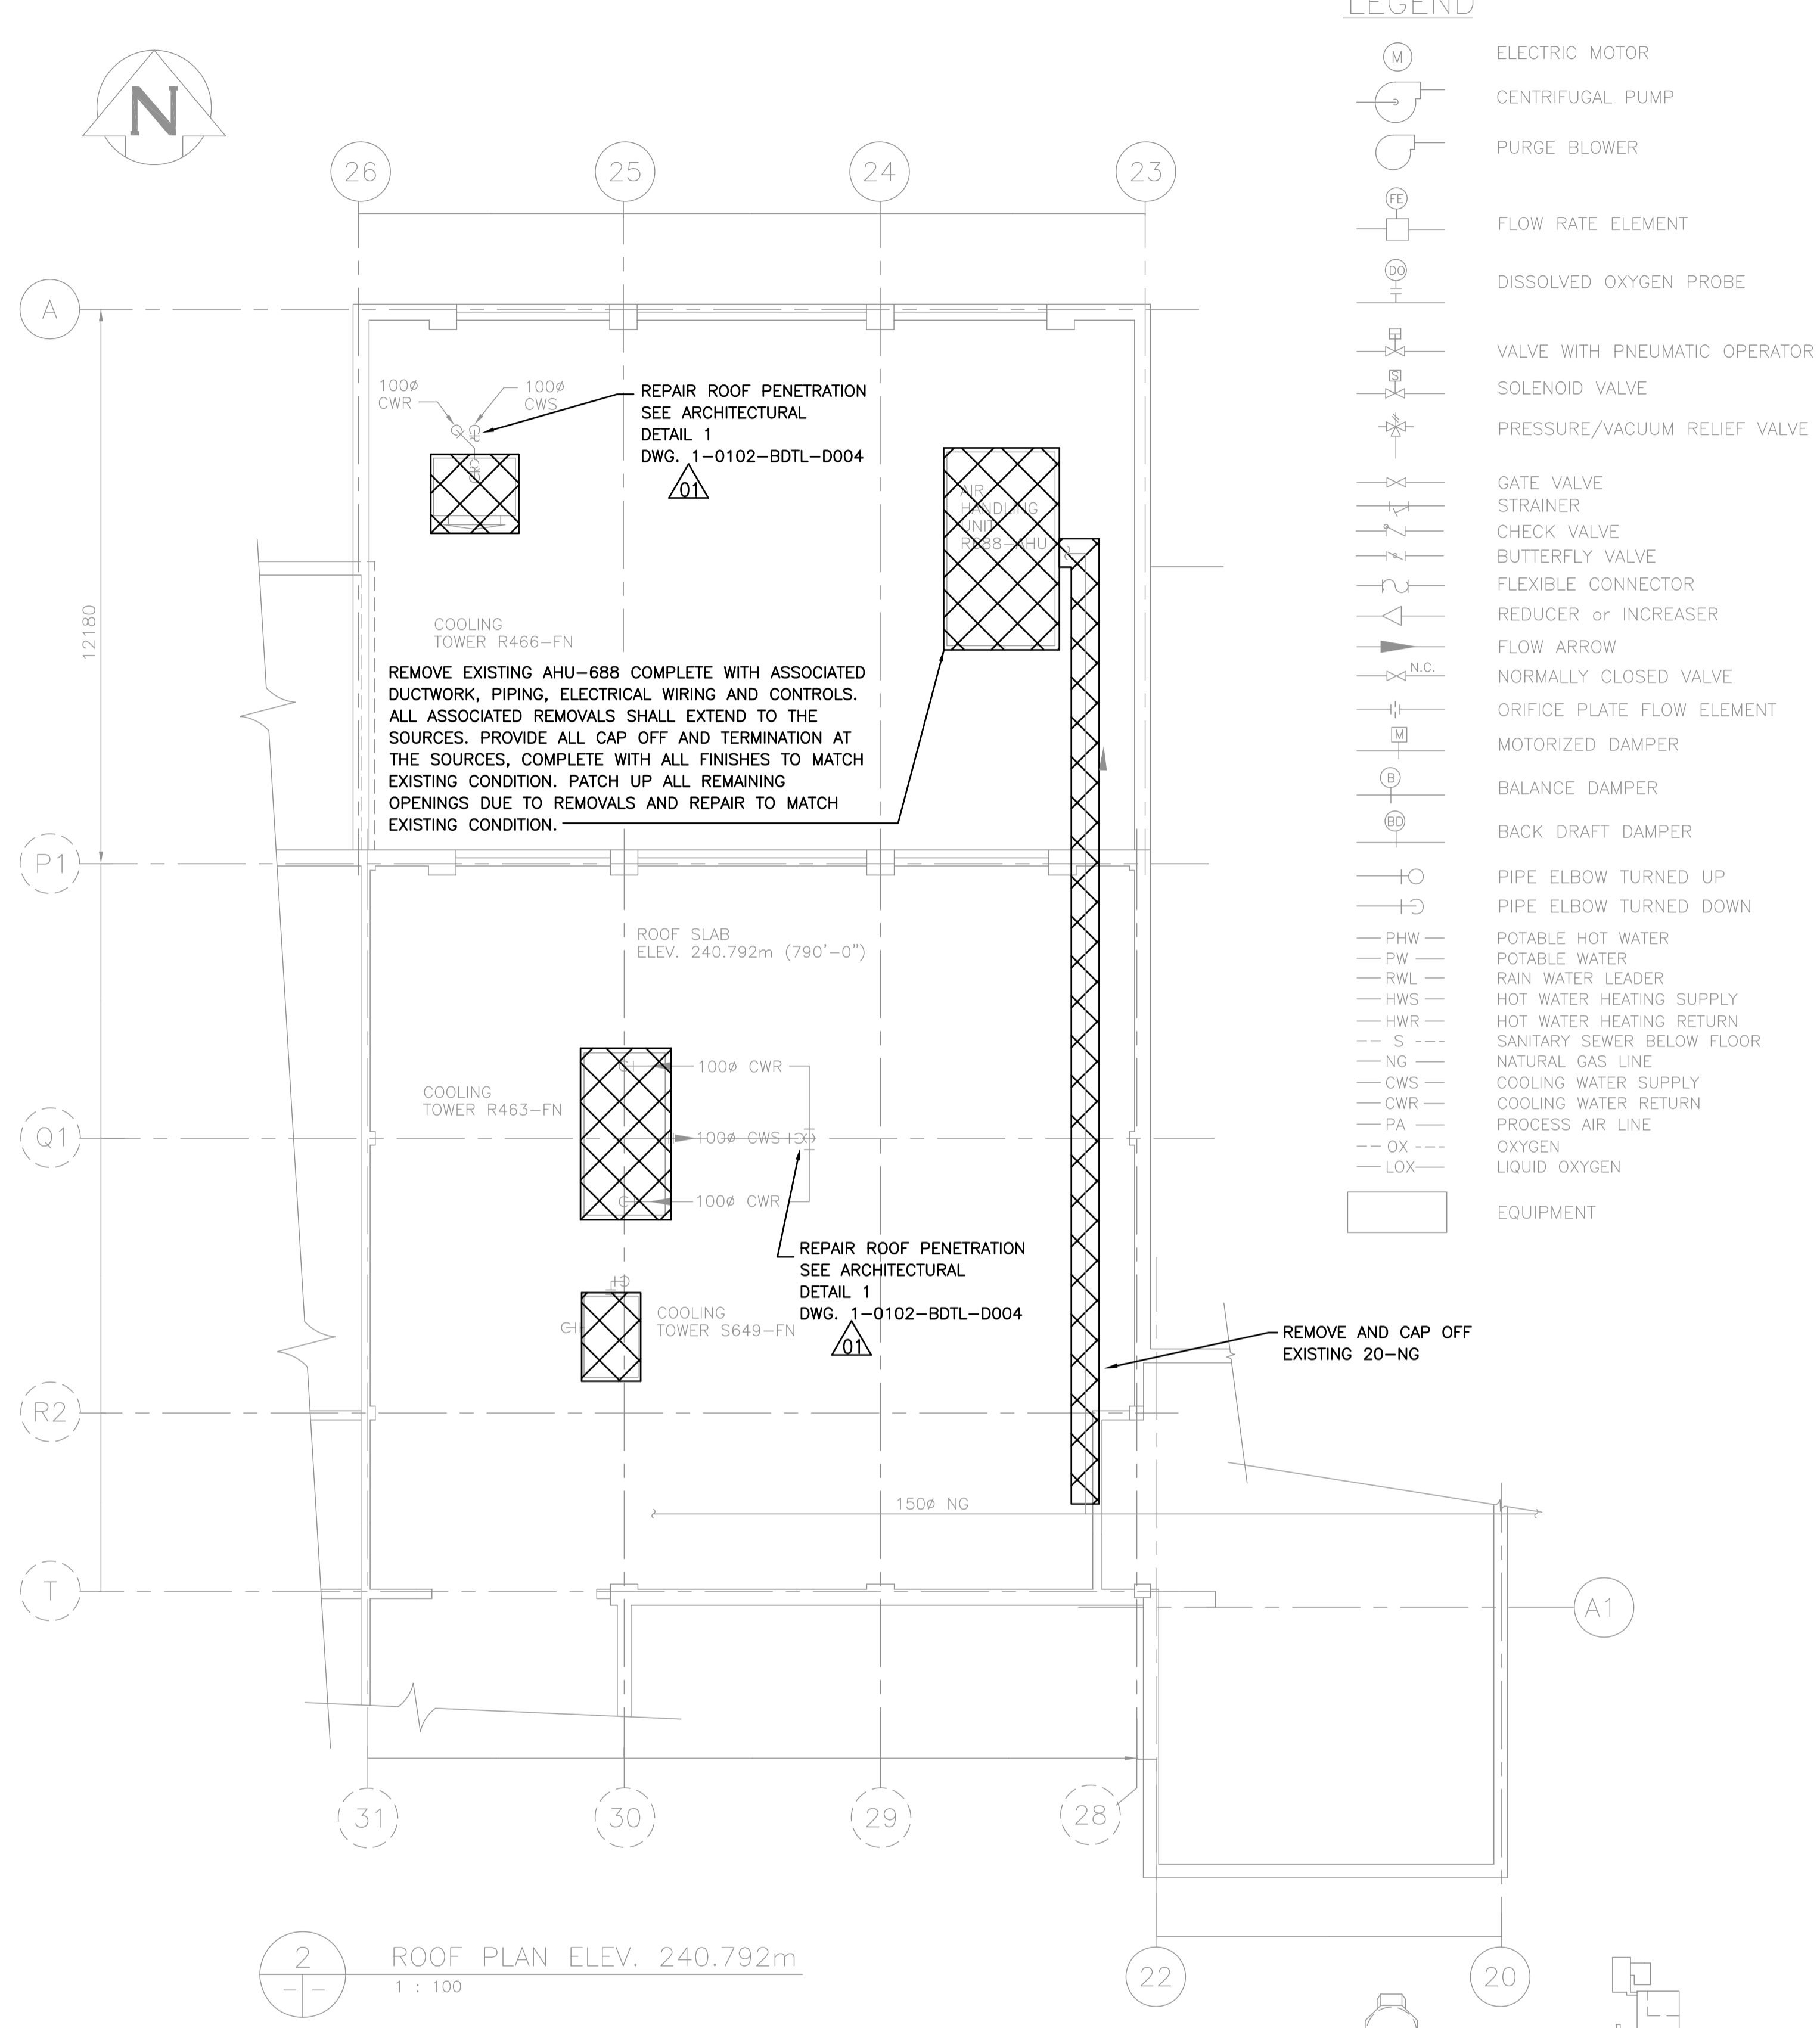 LEGEND
N
26
25
24
23
A
12180
P1
Q1
R2
T
A1
31
30
29
28
22
20
100ø
CWR
100ø
CWS
REPAIR ROOF PENETRATION
SEE ARCHITECTURAL
DETAIL 1
DWG. 1-0102-BDTL-D004
01
AIR
HANDLING
UNIT
R688-AHU
COOLING
TOWER R466-FN
REMOVE EXISTING AHU-688 COMPLETE WITH ASSOCIATED
DUCTWORK, PIPING, ELECTRICAL WIRING AND CONTROLS.
ALL ASSOCIATED REMOVALS SHALL EXTEND TO THE
SOURCES. PROVIDE ALL CAP OFF AND TERMINATION AT
THE SOURCES, COMPLETE WITH ALL FINISHES TO MATCH
EXISTING CONDITION. PATCH UP ALL REMAINING
OPENINGS DUE TO REMOVALS AND REPAIR TO MATCH
EXISTING CONDITION.
ROOF SLAB
ELEV. 240.792m (790'-0")
COOLING
TOWER R463-FN
100ø CWR
100ø CWS
100ø CWR
REPAIR ROOF PENETRATION
SEE ARCHITECTURAL
DETAIL 1
DWG. 1-0102-BDTL-D004
01
COOLING
TOWER S649-FN
REMOVE AND CAP OFF
EXISTING 20-NG
150ø NG
2
ROOF PLAN ELEV. 240.792m
1 : 100
M
ELECTRIC MOTOR
CENTRIFUGAL PUMP
PURGE BLOWER
FE
FLOW RATE ELEMENT
DO
DISSOLVED OXYGEN PROBE
VALVE WITH PNEUMATIC OPERATOR
S
SOLENOID VALVE
PRESSURE/VACUUM RELIEF VALVE
GATE VALVE
STRAINER
CHECK VALVE
BUTTERFLY VALVE
FLEXIBLE CONNECTOR
REDUCER or INCREASER
FLOW ARROW
N.C.
NORMALLY CLOSED VALVE
ORIFICE PLATE FLOW ELEMENT
M
MOTORIZED DAMPER
B
BALANCE DAMPER
BD
BACK DRAFT DAMPER
PIPE ELBOW TURNED UP
PIPE ELBOW TURNED DOWN
PHW POTABLE HOT WATER
PW POTABLE WATER
RWL RAIN WATER LEADER
HWS HOT WATER HEATING SUPPLY
HWR HOT WATER HEATING RETURN
S SANITARY SEWER BELOW FLOOR
NG NATURAL GAS LINE
CWS COOLING WATER SUPPLY
CWR COOLING WATER RETURN
PA PROCESS AIR LINE
OX OXYGEN
LOX LIQUID OXYGEN
EQUIPMENT